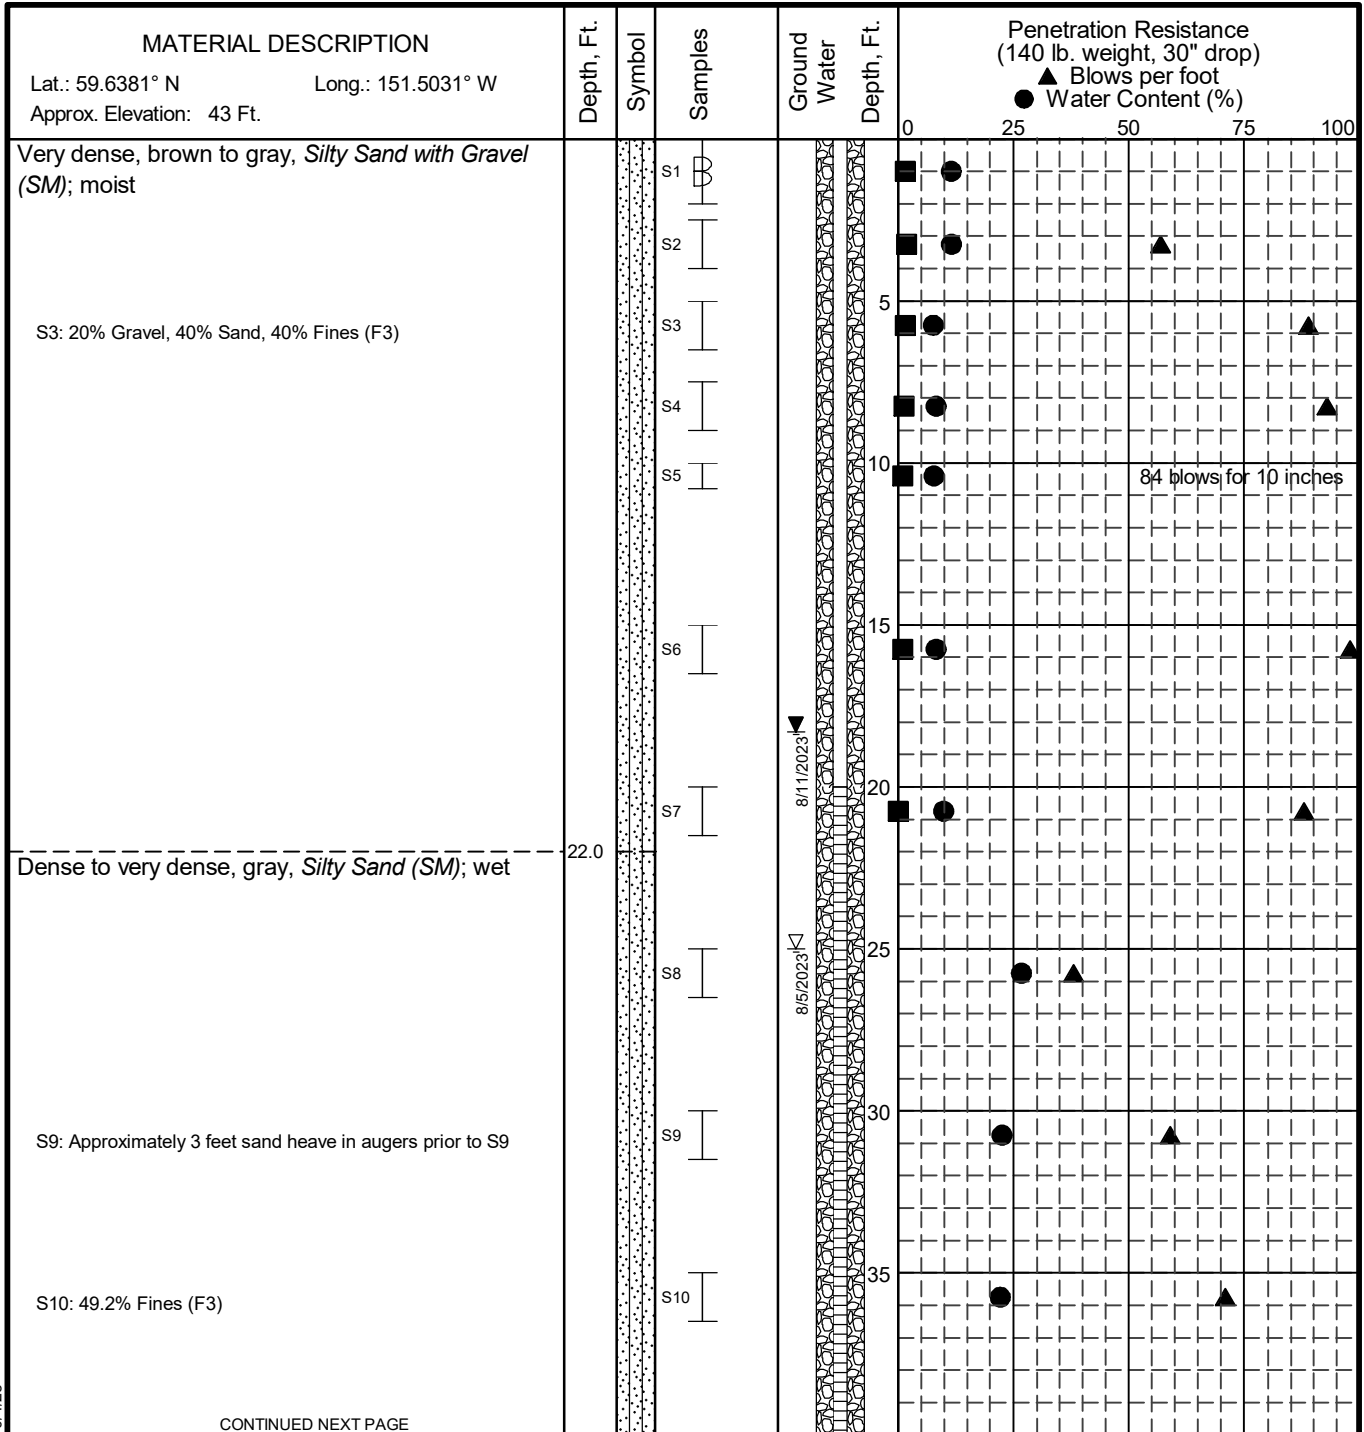 MATERIAL DESCRIPTION
Lat.: 59.6381° N Long.: 151.5031° W
Approx. Elevation: 43 Ft.
Depth, Ft.
Symbol
Samples
Ground
Water
Depth, Ft.
Penetration Resistance
(140 lb. weight, 30" drop)
▲ Blows per foot
● Water Content (%)
0 25 50 75 100
Very dense, brown to gray, Silty Sand with Gravel
(SM); moist
S1
S2
5
S3: 20% Gravel, 40% Sand, 40% Fines (F3)
S3
S4
10
S5
84 blows for 10 inches
15
S6
8/11/2023
20
S7
22.0
Dense to very dense, gray, Silty Sand (SM); wet
25
S8
8/5/2023
30
S9: Approximately 3 feet sand heave in augers prior to S9
S9
35
S10: 49.2% Fines (F3)
S10
CONTINUED NEXT PAGE